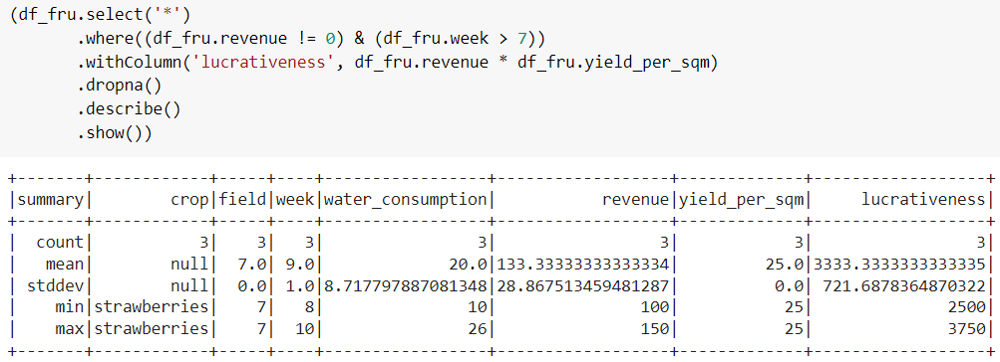 (df_fru.select('*')
       .where((df_fru.revenue != 0) & (df_fru.week > 7))
       .withColumn('lucrativeness', df_fru.revenue * df_fru.yield_per_sqm)
       .dropna()
       .describe()
       .show())
+-------+------------+-----+----+-----------------+------------------+-------------+------------------+
|summary|        crop|field|week|water_consumption|           revenue|yield_per_sqm|     lucrativeness|
+-------+------------+-----+----+-----------------+------------------+-------------+------------------+
|  count|           3|    3|   3|                3|                 3|            3|                 3|
|   mean|        null|  7.0| 9.0|             20.0|133.33333333333334|         25.0|3333.3333333333335|
| stddev|        null|  0.0| 1.0|8.717797887081348|28.867513459481287|          0.0| 721.6878364870322|
|    min|strawberries|    7|   8|               10|               100|           25|              2500|
|    max|strawberries|    7|  10|               26|               150|           25|              3750|
+-------+------------+-----+----+-----------------+------------------+-------------+------------------+